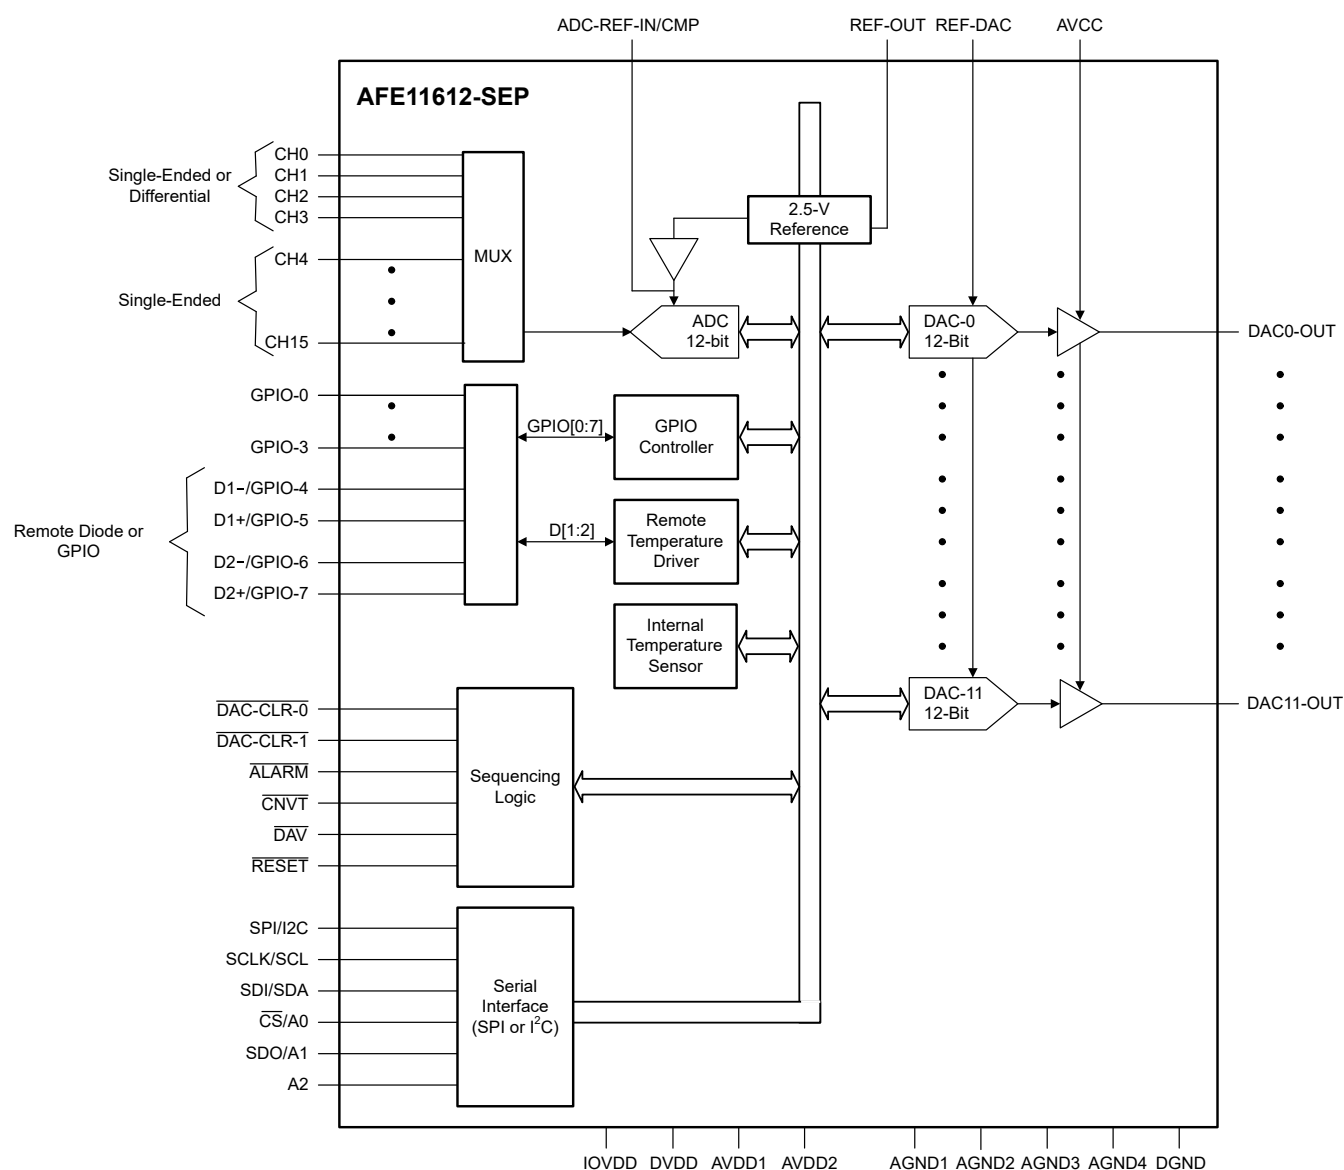 ADC-REF-IN/CMP
REF-OUT
REF-DAC
AVCC
AFE11612-SEP
Single-Ended or
Differential
CH0
CH1
CH2
CH3
MUX
2.5-V
Reference
Single-Ended
CH4
CH15
ADC
12-bit
DAC-0
12-Bit
DAC0-OUT
GPIO-0
GPIO-3
GPIO[0:7]
GPIO
Controller
Remote Diode or
GPIO
D1−/GPIO-4
D1+/GPIO-5
D2−/GPIO-6
D2+/GPIO-7
D[1:2]
Remote
Temperature
Driver
Internal
Temperature
Sensor
DAC-11
12-Bit
DAC11-OUT
DAC-CLR-0
DAC-CLR-1
ALARM
CNVT
DAV
RESET
Sequencing
Logic
SPI/I2C
SCLK/SCL
SDI/SDA
CS/A0
SDO/A1
A2
Serial
Interface
(SPI or I²C)
IOVDD
DVDD
AVDD1
AVDD2
AGND1
AGND2
AGND3
AGND4
DGND